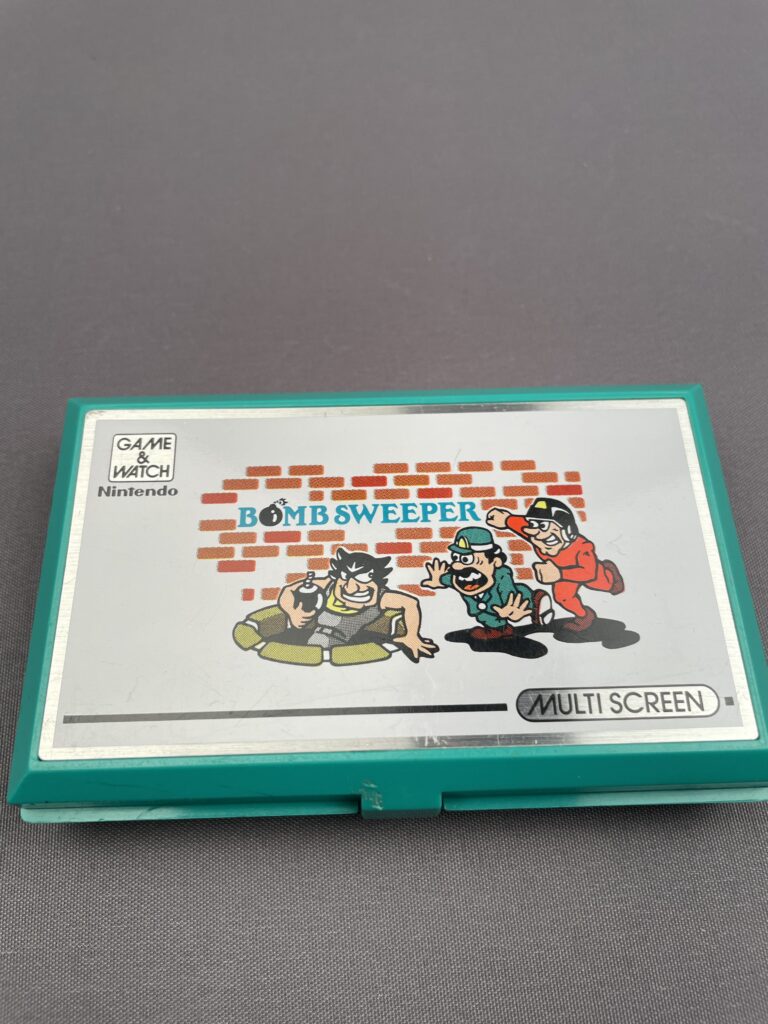 GAME
&
WATCH
Nintendo
BOMB SWEEPER
MULTI SCREEN